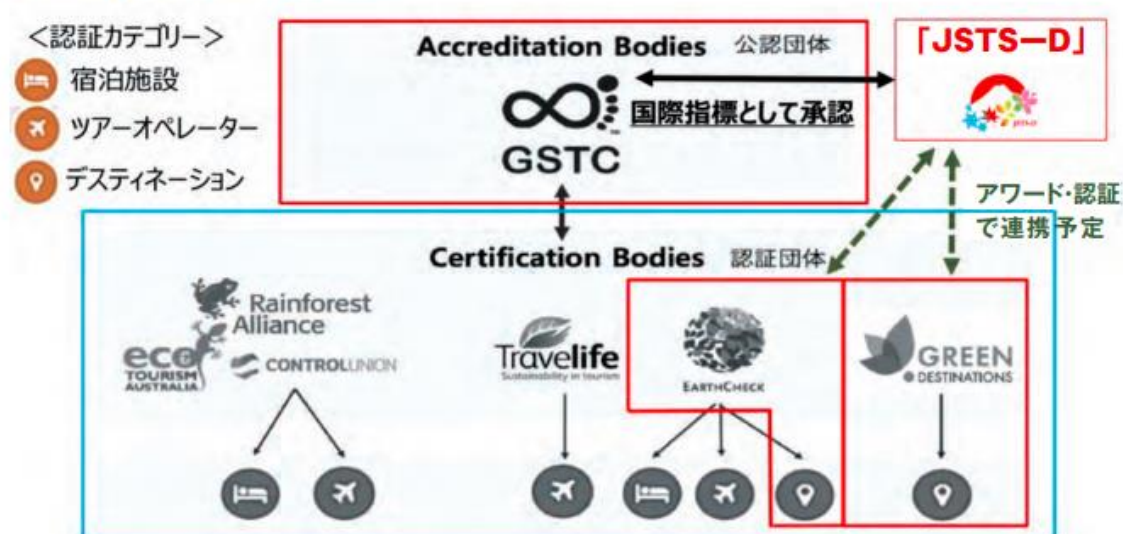 <認証カテゴリー>
宿泊施設
ツアーオペレーター
デスティネーション
Accreditation Bodies 公認団体
GSTC
国際指標として承認
「JSTS-D」
アワード・認証
で連携予定
Certification Bodies 認証団体
Rainforest
Alliance
eco
TOURISM
AUSTRALIA
CONTROLUNION
Travelife
Sustainability in tourism
EARTHCHECK
GREEN
DESTINATIONS